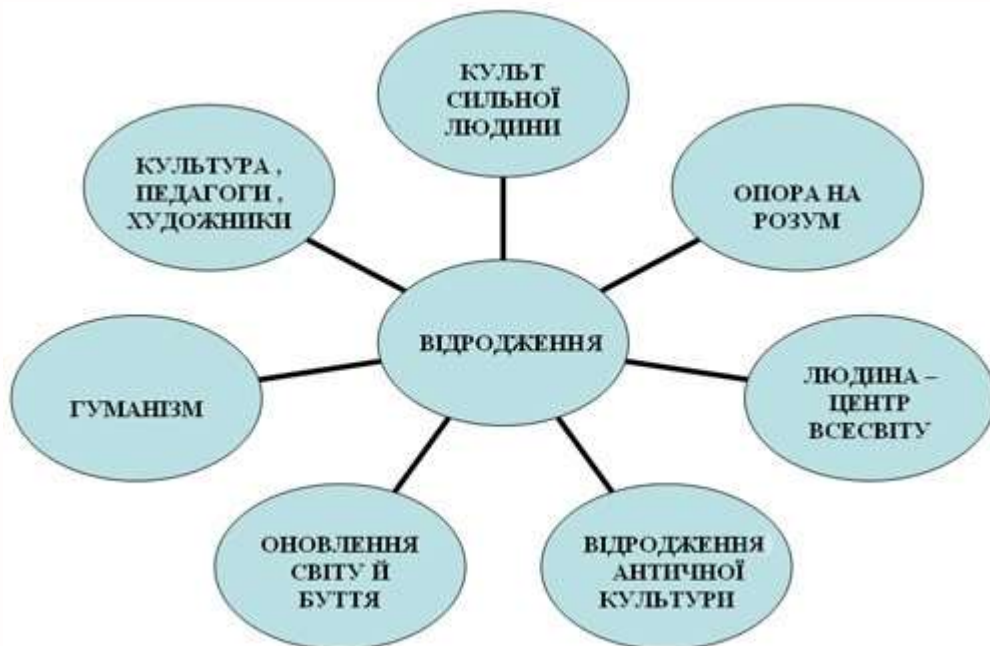 КУЛЬТ
СИЛЬНОЇ
ЛЮДИНИ
КУЛЬТУРА ,
ПЕДАГОГИ ,
ХУДОЖНИКИ
ОПОРА НА
РОЗУМ
ВІДРОДЖЕННЯ
ГУМАНІЗМ
ЛЮДИНА –
ЦЕНТР
ВСЕСВІТУ
ОНОВЛЕННЯ
СВІТУ Й
БУТТЯ
ВІДРОДЖЕННЯ
АНТИЧНОЇ
КУЛЬТУРИ